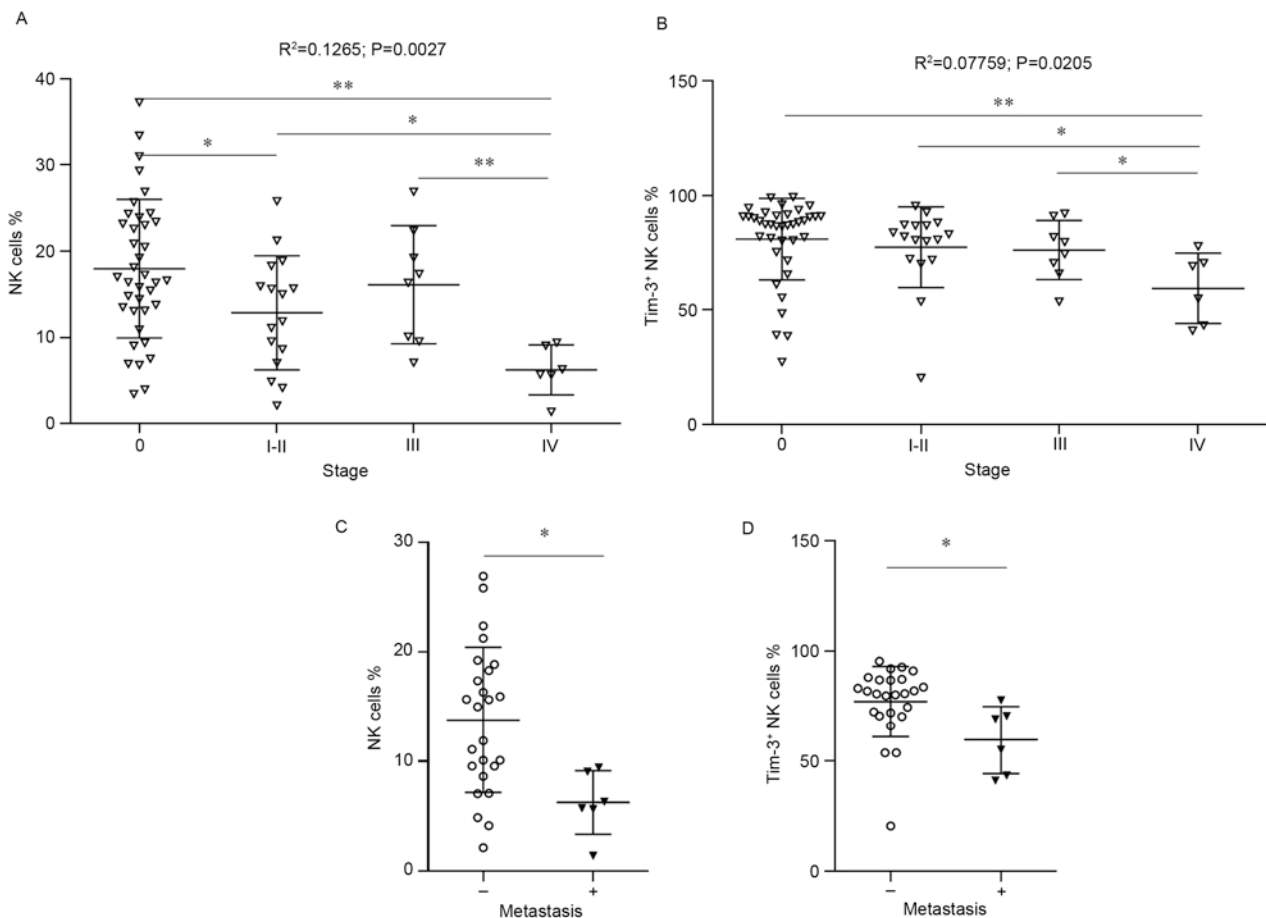 A
R²=0.1265; P=0.0027
NK cells %
40
30
20
10
0
**
*
*
**
0
I-II
III
IV
Stage
B
R²=0.07759; P=0.0205
Tim-3⁺ NK cells %
150
100
50
0
**
*
*
0
I-II
III
IV
Stage
C
NK cells %
30
20
10
0
*
–
+
Metastasis
D
Tim-3⁺ NK cells %
150
100
50
0
*
–
+
Metastasis